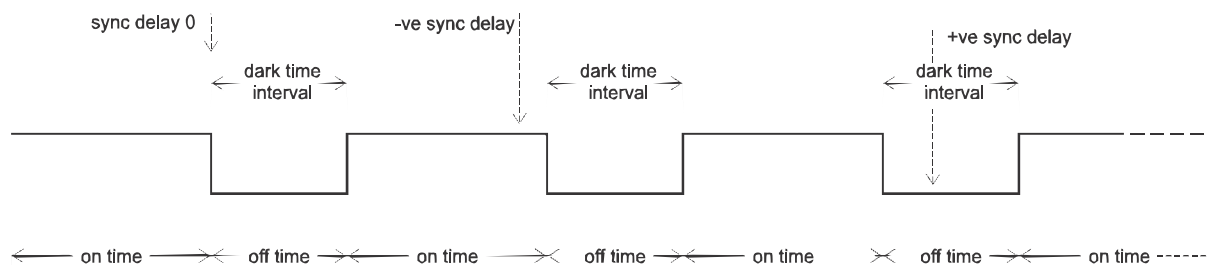 sync delay 0
-ve sync delay
+ve sync delay
dark time
interval
dark time
interval
dark time
interval
on time
off time
on time
off time
on time
off time
on time